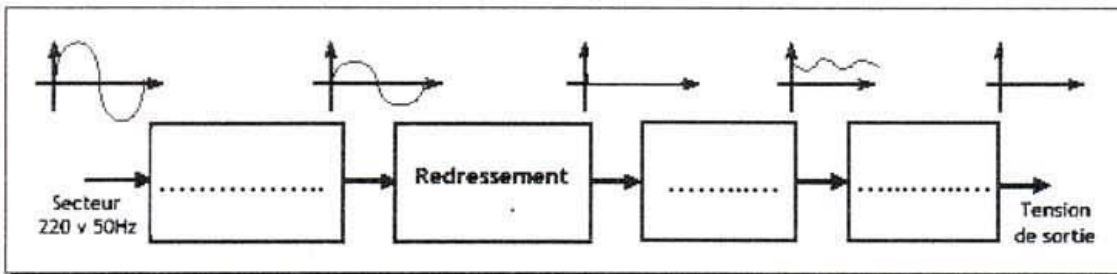 ................
Redressement
...........
..............
Secteur
220 v 50Hz
Tension
de sortie